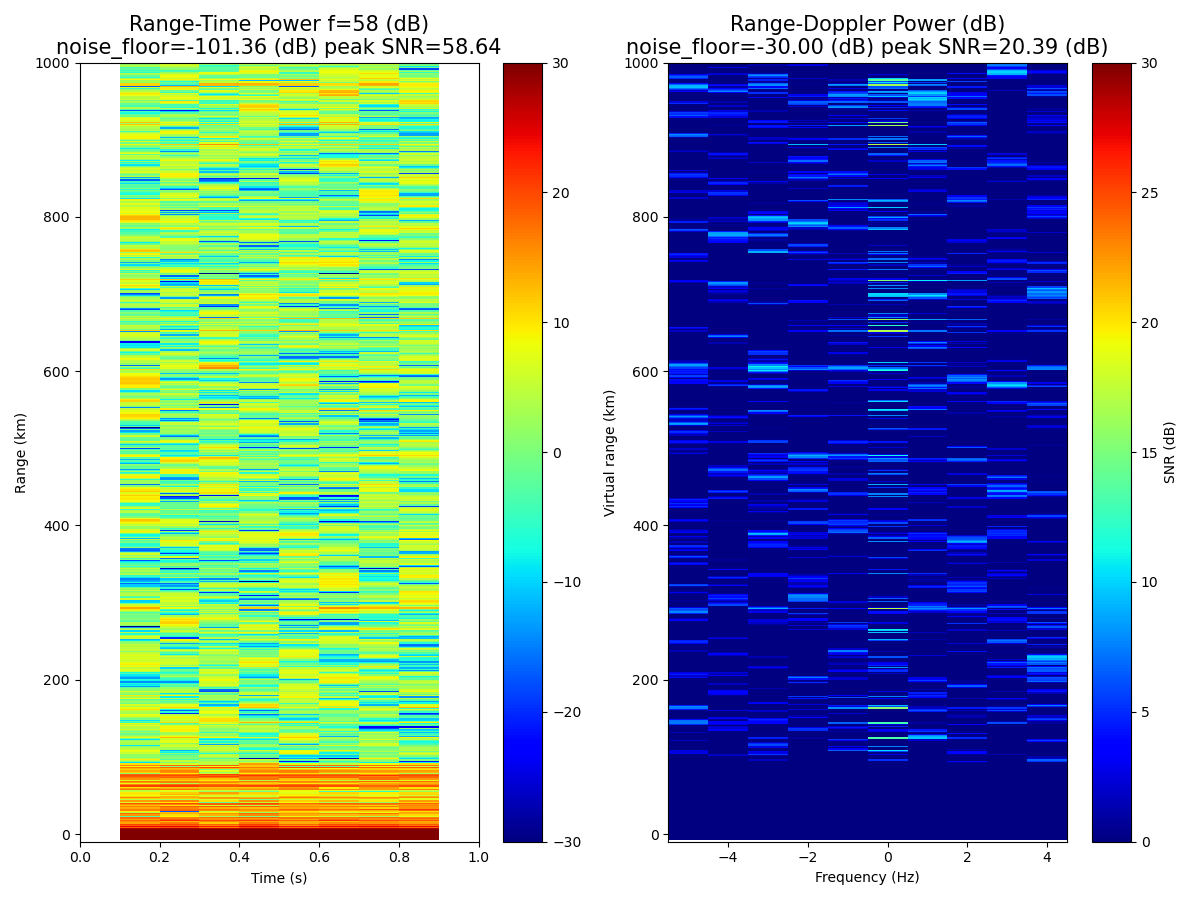 Range-Time Power f=58 (dB)
noise_floor=-101.36 (dB) peak SNR=58.64
1000
800
600
400
200
0
Range (km)
0.0 0.2 0.4 0.6 0.8 1.0
Time (s)
30
20
10
0
−10
−20
−30
Range-Doppler Power (dB)
noise_floor=-30.00 (dB) peak SNR=20.39 (dB)
1000
800
600
400
200
0
Virtual range (km)
−4 −2 0 2 4
Frequency (Hz)
30
25
20
15
10
5
0
SNR (dB)